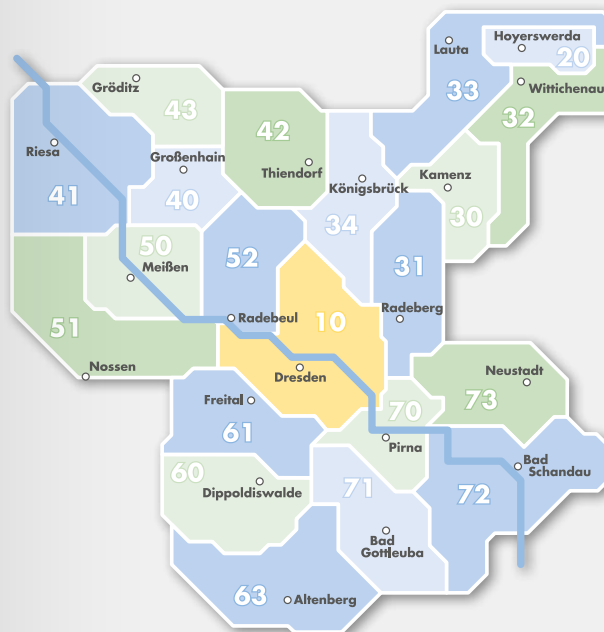 Hoyerswerda
Lauta
20
Gröditz
33
Wittichenau
43
32
42
Riesa
Großenhain
Thiendorf
Kamenz
Königsbrück
41
40
30
34
50
52
31
Meißen
51
Radebeul
10
Radeberg
Nossen
Dresden
Neustadt
Freital
70
73
61
Pirna
60
Bad
Schandau
Dippoldiswalde
71
72
Bad
Gottleuba
63
Altenberg